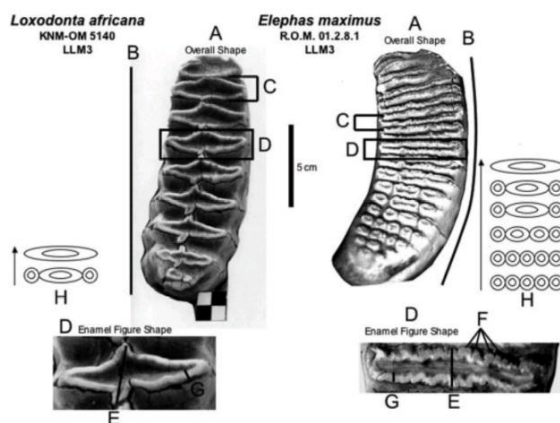 Loxodonta africana
KNM-OM 5140
LLM3
A
Overall Shape
B
C
D
5 cm
H
D
Enamel Figure Shape
E
G
Elephas maximus
R.O.M. 01.2.8.1
LLM3
A
Overall Shape
B
C
D
H
D
Enamel Figure Shape
F
G
E